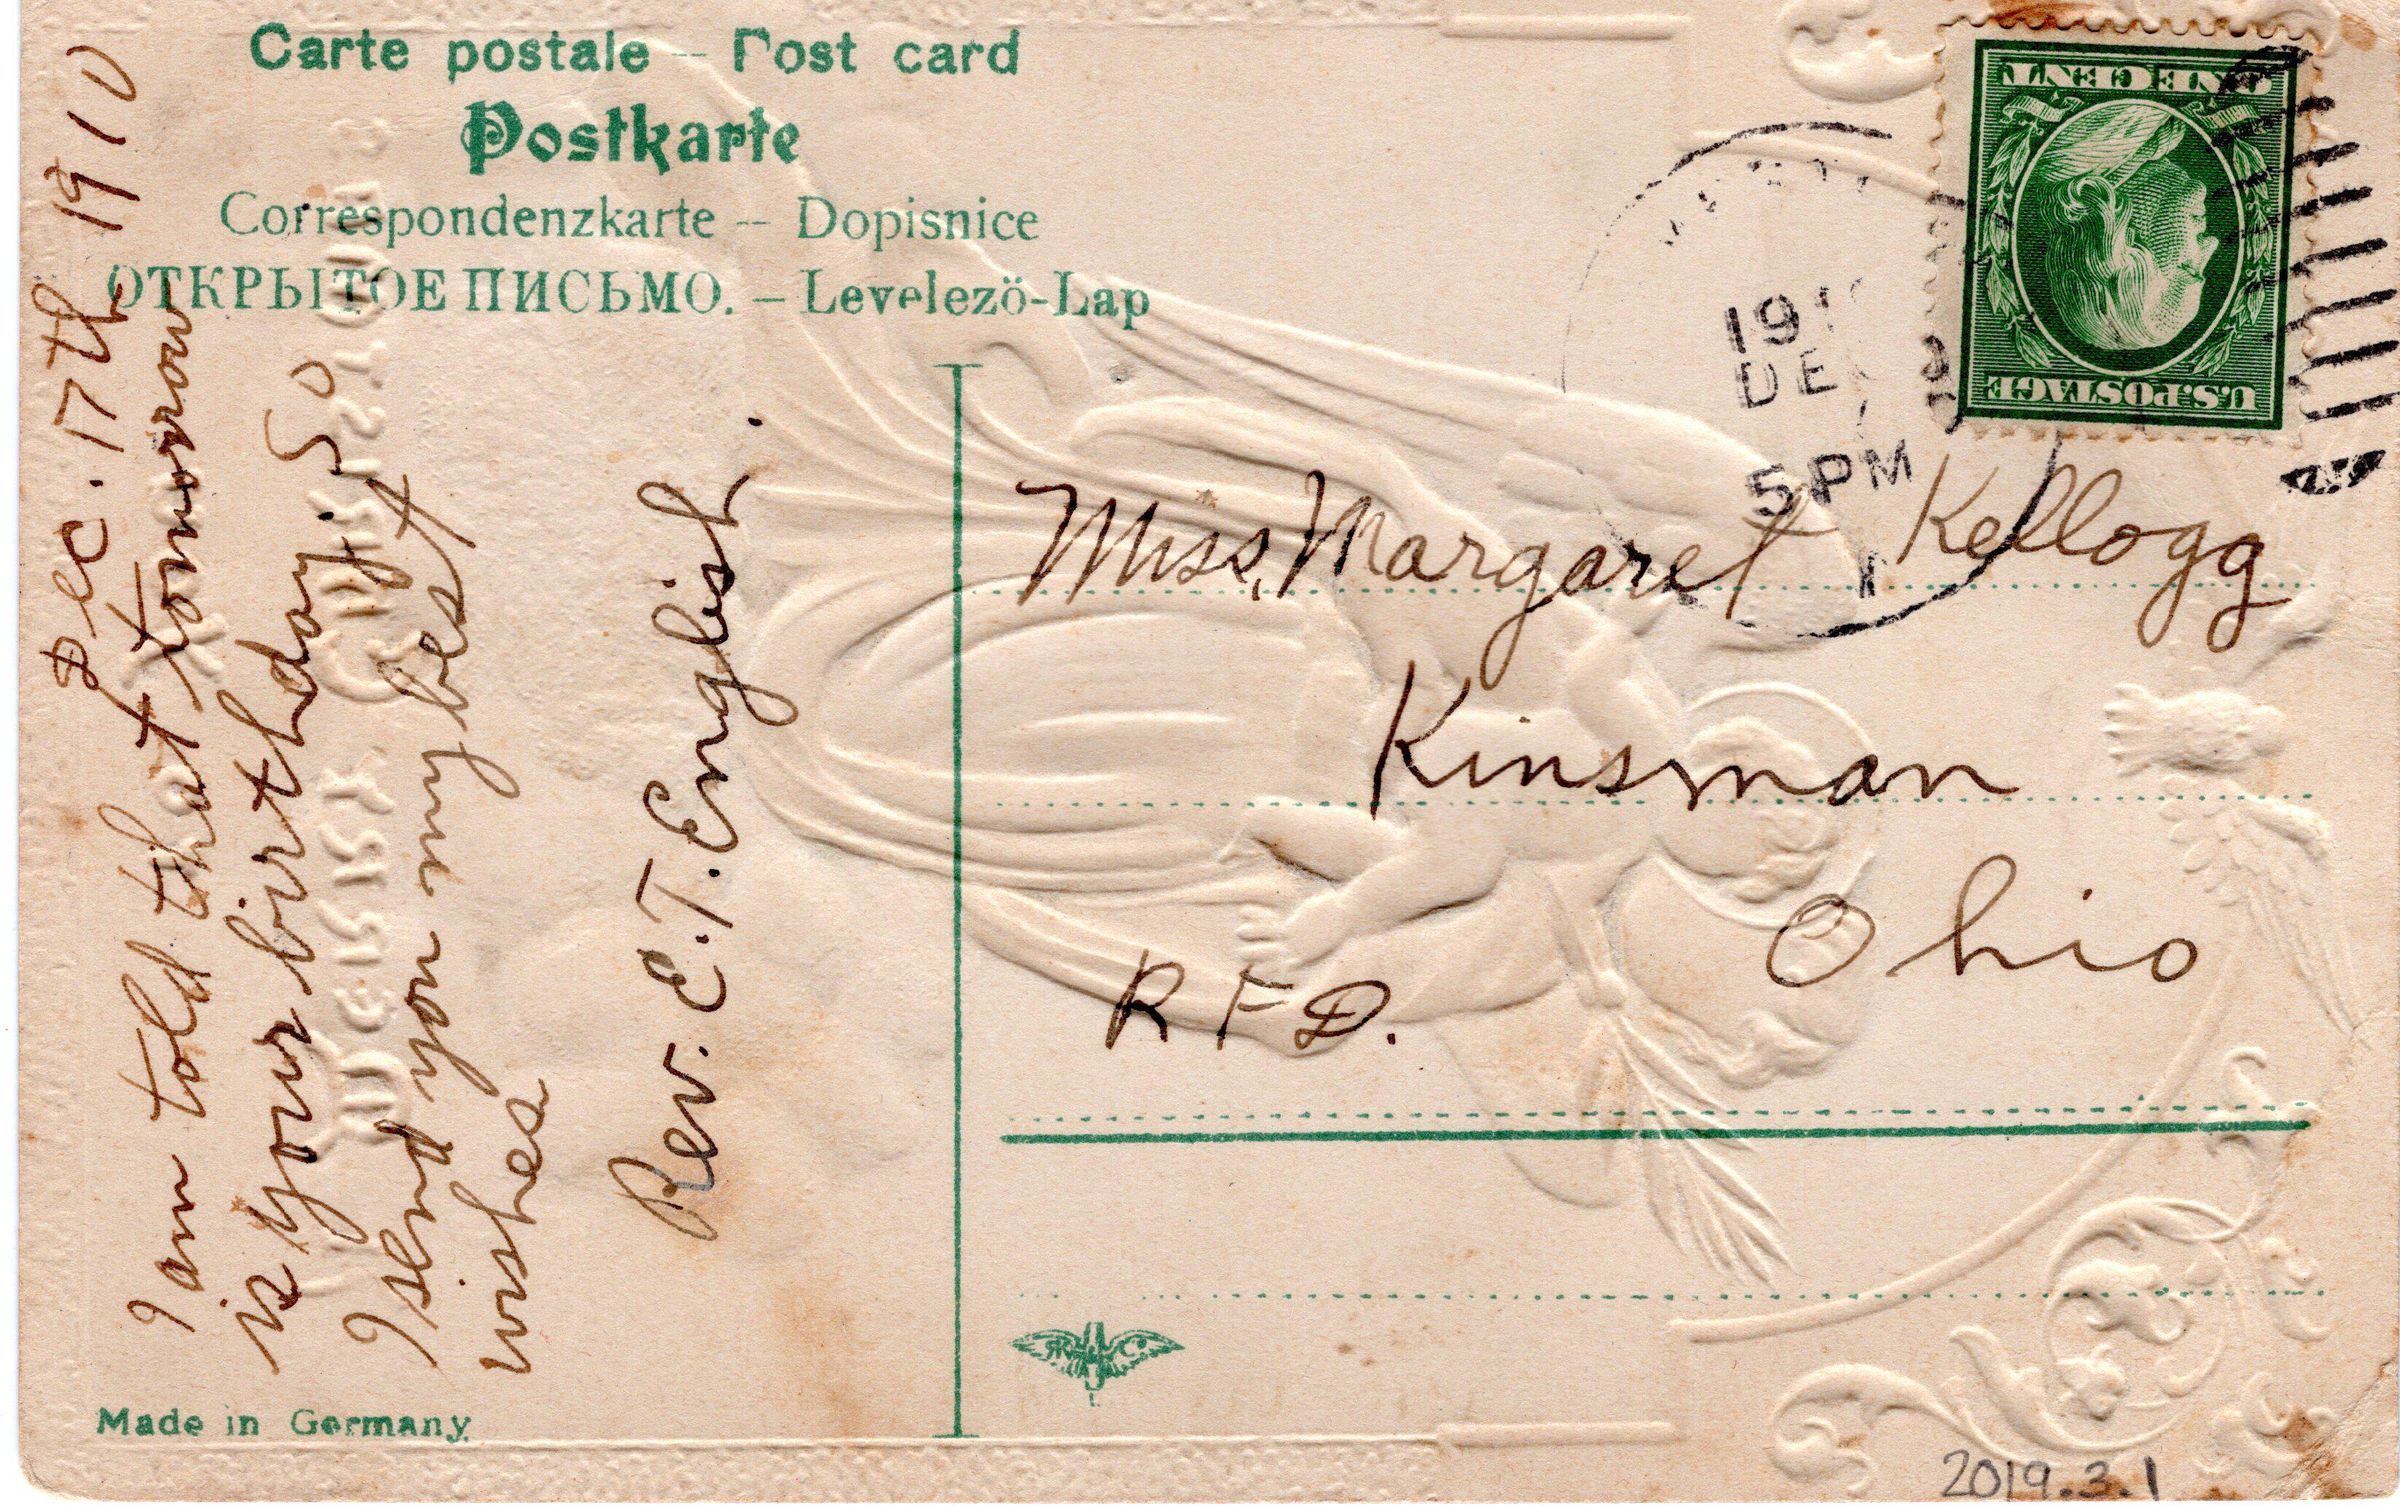 Carte postale – Post card
Postkarte
Correspondenzkarte – Dopisnice
ОТКРЫТОЕ ПИСЬМО. – Levelezö-Lap
Dec. 17th 1910
I am told that tomorrow
is your birthday. So
I send you my best
wishes
Rev. E. T. English.
Made in Germany.
ONE CENT
U.S. POSTAGE
191
DE
5 PM
Miss. Margaret Kellogg
Kinsman
Ohio
R F D.
2019.3.1